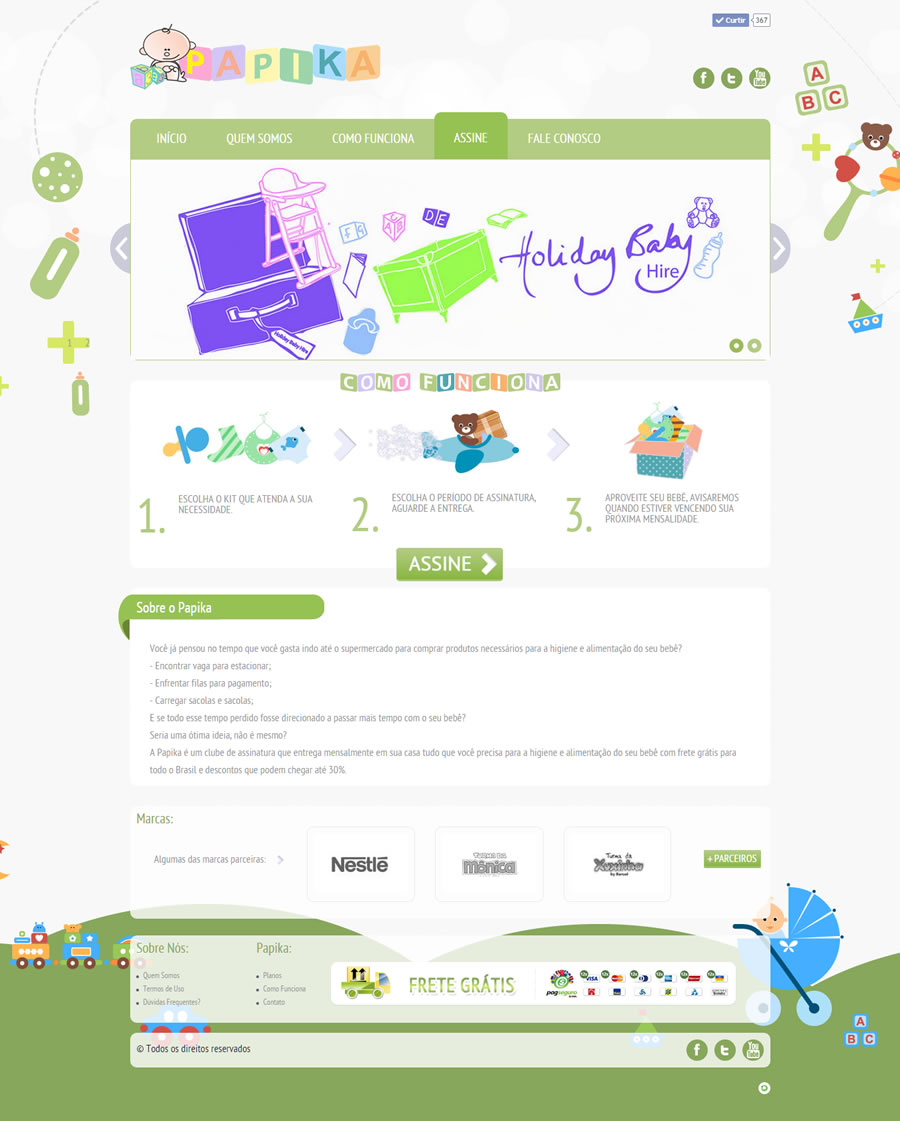 Curtir 367
PAPIKA
You Tube
A
B C
INÍCIO QUEM SOMOS COMO FUNCIONA ASSINE FALE CONOSCO
D E
F G
Holiday Baby
Hire
Holiday Baby Hire
1 2
COMO FUNCIONA
1. ESCOLHA O KIT QUE ATENDA A SUA
NECESSIDADE.
2. ESCOLHA O PERÍODO DE ASSINATURA,
AGUARDE A ENTREGA.
3. APROVEITE SEU BEBÊ, AVISAREMOS
QUANDO ESTIVER VENCENDO SUA
PRÓXIMA MENSALIDADE.
ASSINE
Sobre o Papika
Você já pensou no tempo que você gasta indo até o supermercado para comprar produtos necessários para a higiene e alimentação do seu bebê?
- Encontrar vaga para estacionar;
- Enfrentar filas para pagamento;
- Carregar sacolas e sacolas;
E se todo esse tempo perdido fosse direcionado a passar mais tempo com o seu bebê?
Seria uma ótima ideia, não é mesmo?
A Papika é um clube de assinatura que entrega mensalmente em sua casa tudo que você precisa para a higiene e alimentação do seu bebê com frete grátis para
todo o Brasil e descontos que podem chegar até 30%.
Marcas:
Algumas das marcas parceiras:
Nestlé
TURMA DA
Mônica
Turma da
Xuxinha
+ PARCEIROS
Sobre Nós:
Quem Somos
Termos de Uso
Dúvidas Frequentes?
Papika:
Planos
Como Funciona
Contato
FRETE GRÁTIS
pagseguro
VISA
© Todos os direitos reservados
You Tube
A
B C